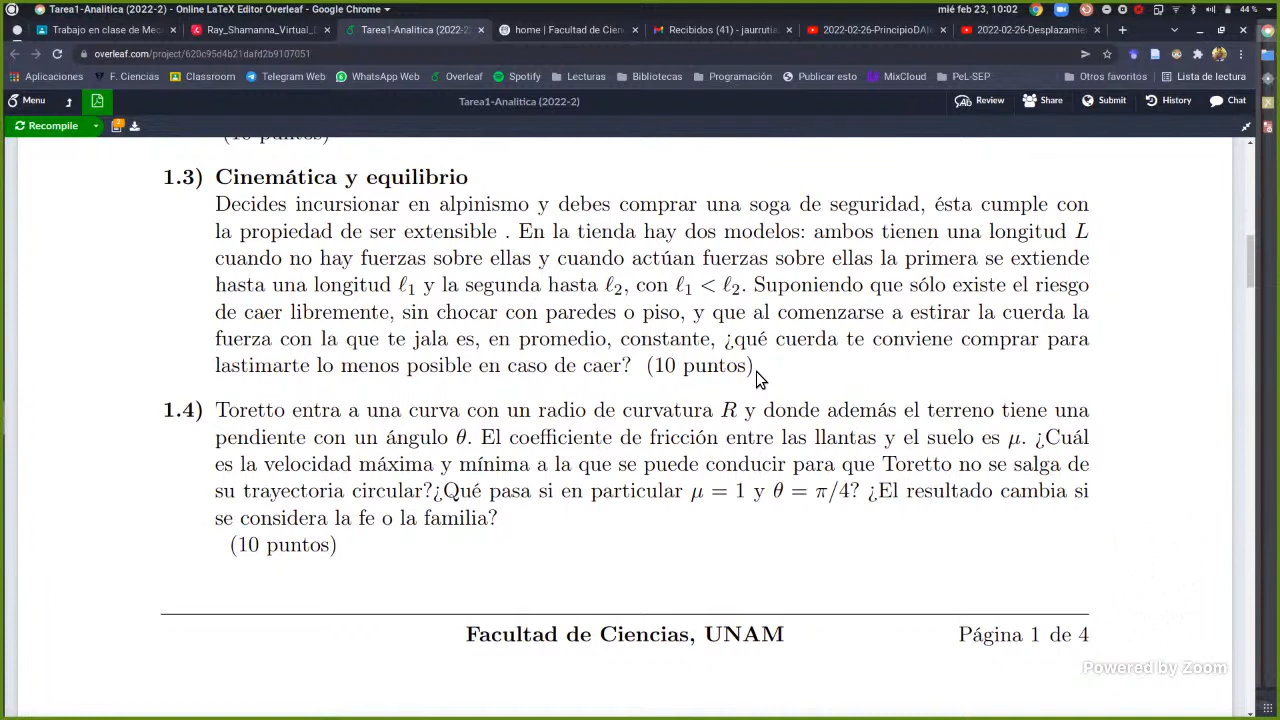 Tarea1-Analitica (2022-2) - Online LaTeX Editor Overleaf - Google Chrome
mié feb 23, 10:02
44 %
Trabajo en clase de Mec
Ray_Shamanna_Virtual_D
Tarea1-Analitica (2022-2
home | Facultad de Cienc
Recibidos (41) - jaurrutia
2022-02-26-PrincipioDAle
2022-02-26-Desplazamie
overleaf.com/project/620c95d4b21dafd2b9107051
Aplicaciones
F. Ciencias
Classroom
Telegram Web
WhatsApp Web
Overleaf
Spotify
Lecturas
Bibliotecas
Programación
Publicar esto
MixCloud
PeL-SEP
Otros favoritos
Lista de lectura
Menu
Tarea1-Analitica (2022-2)
Review
Share
Submit
History
Chat
Recompile
(10 puntos)
1.3) Cinemática y equilibrio
Decides incursionar en alpinismo y debes comprar una soga de seguridad, ésta cumple con
la propiedad de ser extensible . En la tienda hay dos modelos: ambos tienen una longitud L
cuando no hay fuerzas sobre ellas y cuando actúan fuerzas sobre ellas la primera se extiende
hasta una longitud ℓ₁ y la segunda hasta ℓ₂, con ℓ₁ < ℓ₂. Suponiendo que sólo existe el riesgo
de caer libremente, sin chocar con paredes o piso, y que al comenzarse a estirar la cuerda la
fuerza con la que te jala es, en promedio, constante, ¿qué cuerda te conviene comprar para
lastimarte lo menos posible en caso de caer? (10 puntos)
1.4) Toretto entra a una curva con un radio de curvatura R y donde además el terreno tiene una
pendiente con un ángulo θ. El coefficiente de fricción entre las llantas y el suelo es μ. ¿Cuál
es la velocidad máxima y mínima a la que se puede conducir para que Toretto no se salga de
su trayectoria circular?¿Qué pasa si en particular μ = 1 y θ = π/4? ¿El resultado cambia si
se considera la fe o la familia?
(10 puntos)
Facultad de Ciencias, UNAM
Página 1 de 4
Powered by Zoom